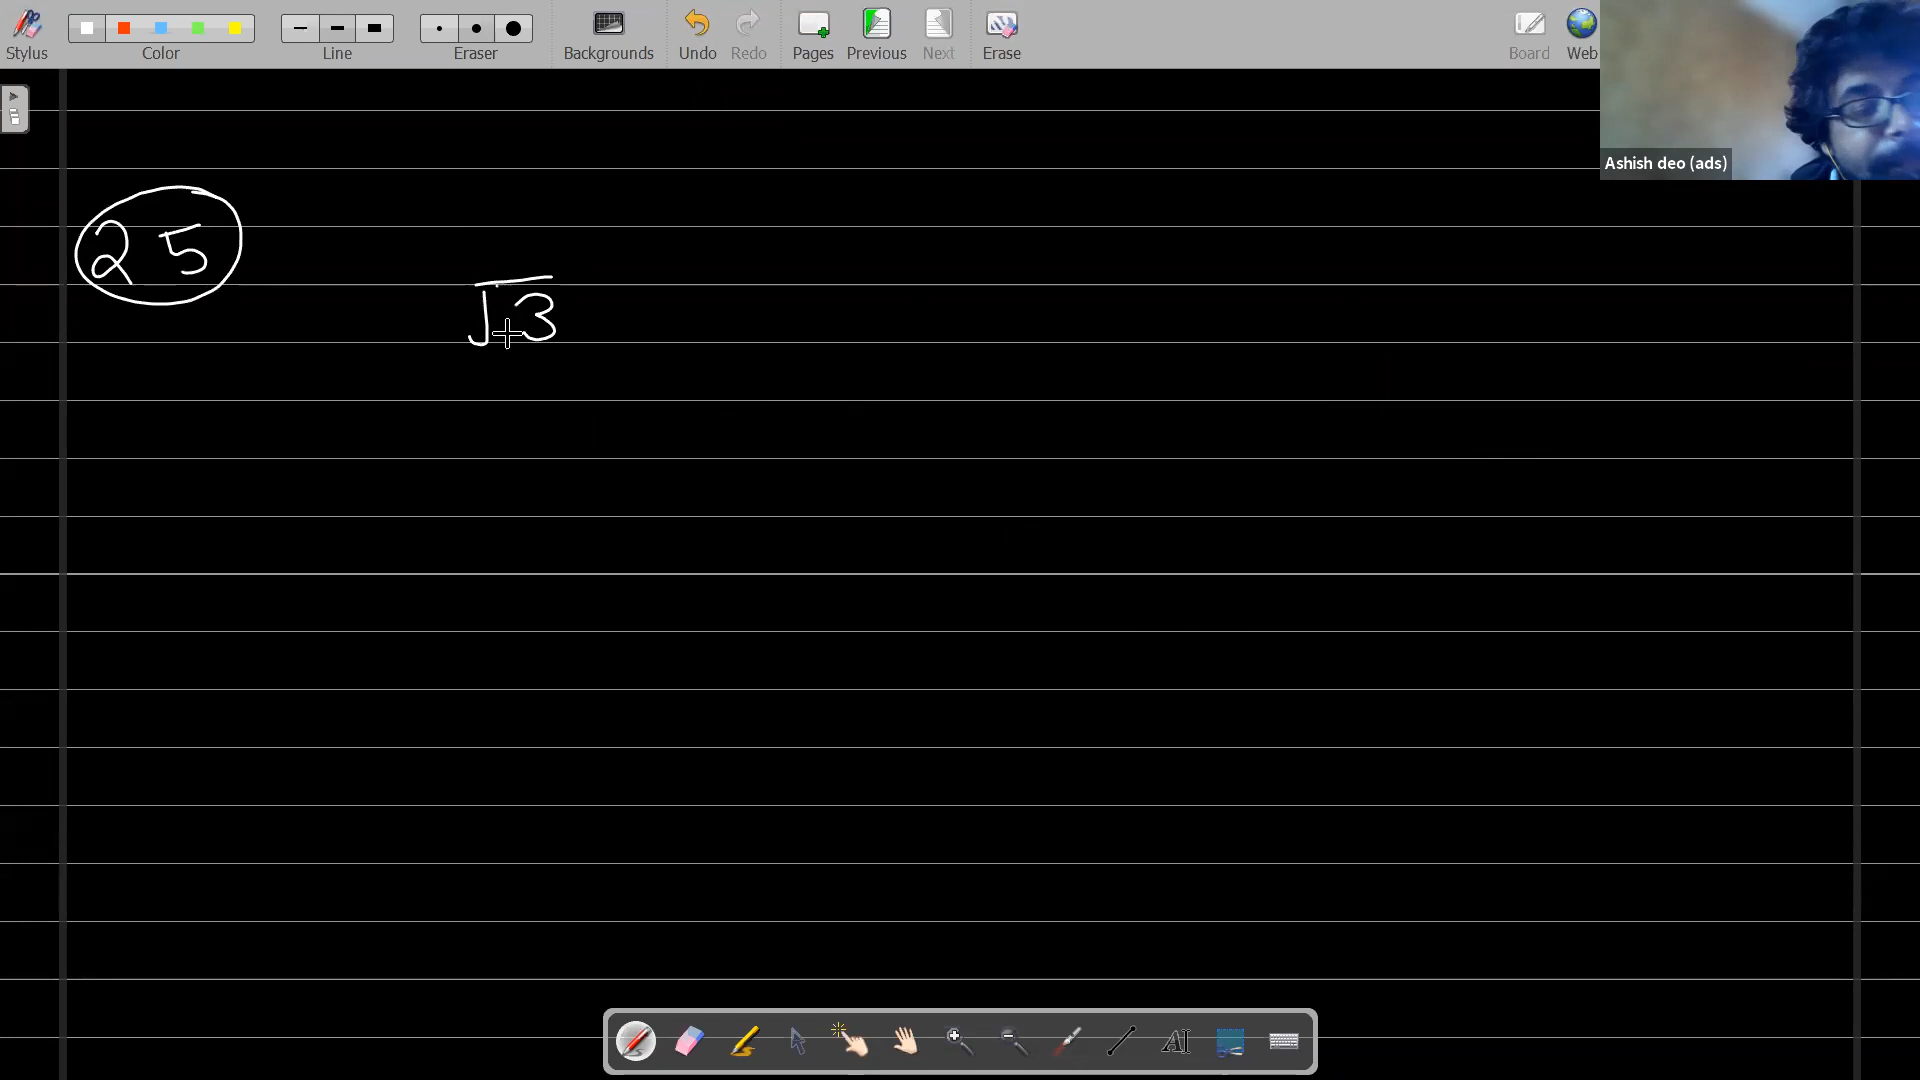 Stylus Color Line Eraser Backgrounds Undo Redo Pages Previous Next Erase Board Web
Ashish deo (ads)
25
√3